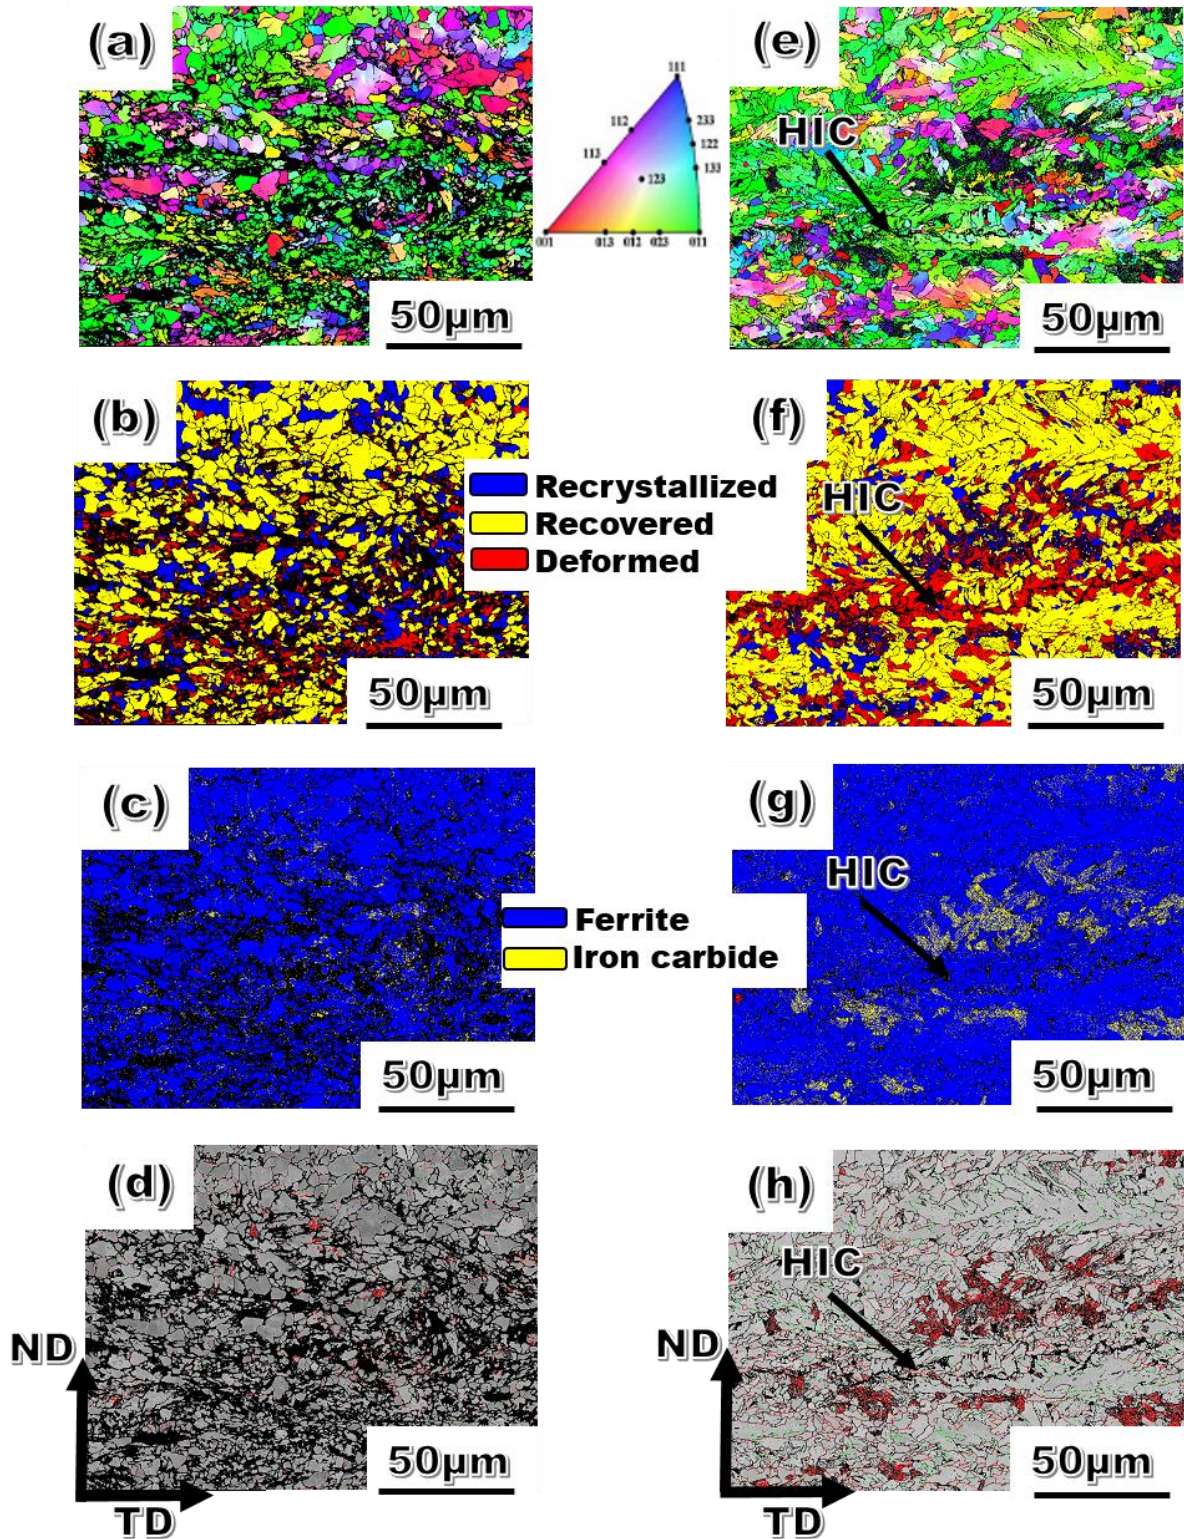 (a)
50µm
111
112
233
122
113
133
123
001
013
012
023
011
(e)
HIC
50µm
(b)
Recrystallized
Recovered
Deformed
50µm
(f)
HIC
50µm
(c)
Ferrite
Iron carbide
50µm
(g)
HIC
50µm
(d)
ND
50µm
TD
(h)
HIC
ND
50µm
TD